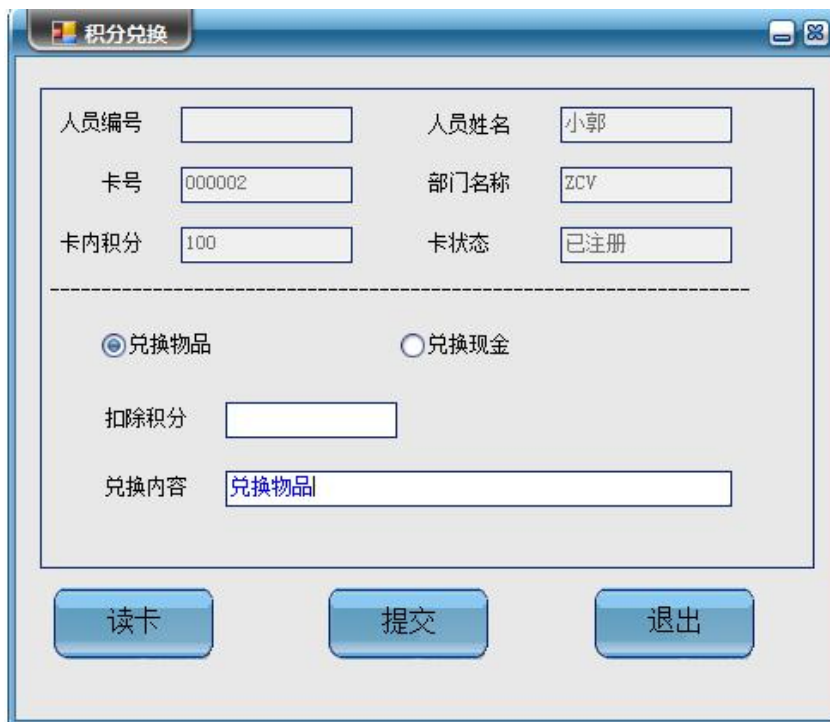 积分兑换
人员编号 人员姓名 小郭
卡号 000002 部门名称 ZCV
卡内积分 100 卡状态 已注册
兑换物品 兑换现金
扣除积分
兑换内容 兑换物品
读卡 提交 退出